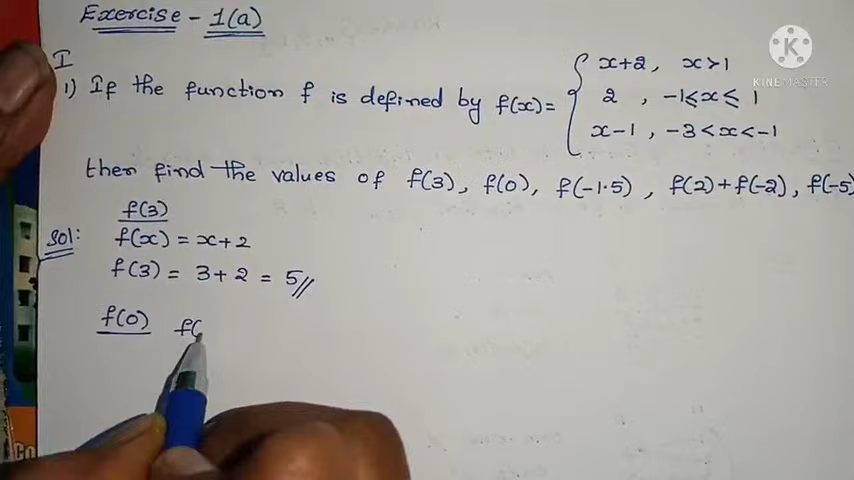 Exercise - 1(a)
I
1) If the function f is defined by f(x)= { x+2, x>1
2, -1≤x≤1
x-1, -3<x<-1
then find the values of f(3), f(0), f(-1.5), f(2)+f(-2), f(-5)
f(3)
Sol: f(x) = x+2
f(3) = 3+2 = 5//
f(0) f(
K
KINEMASTER